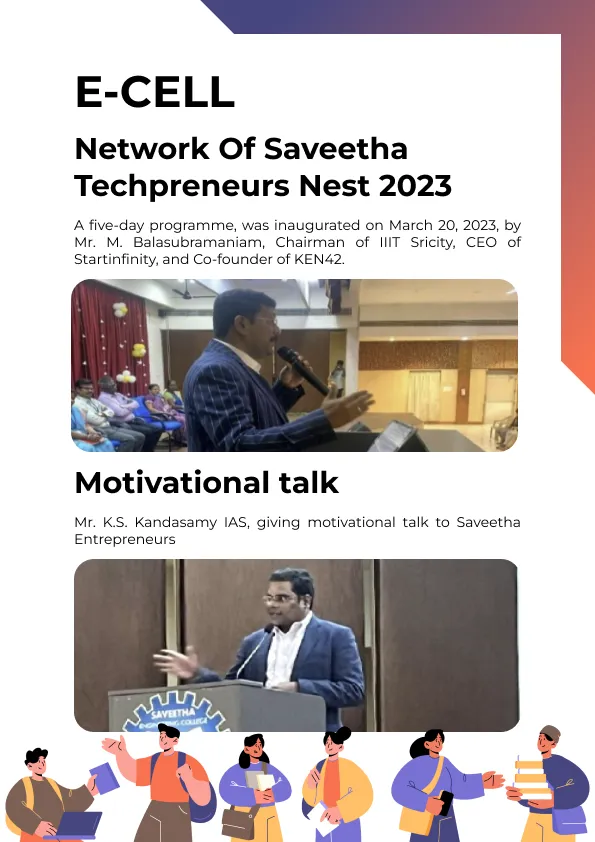 E-CELL
Network Of Saveetha
Techpreneurs Nest 2023
A five-day programme, was inaugurated on March 20, 2023, by
Mr. M. Balasubramaniam, Chairman of IIIT Sricity, CEO of
Startinfinity, and Co-founder of KEN42.
Motivational talk
Mr. K.S. Kandasamy IAS, giving motivational talk to Saveetha
Entrepreneurs
SAVEETHA
ENGINEERING COLLEGE